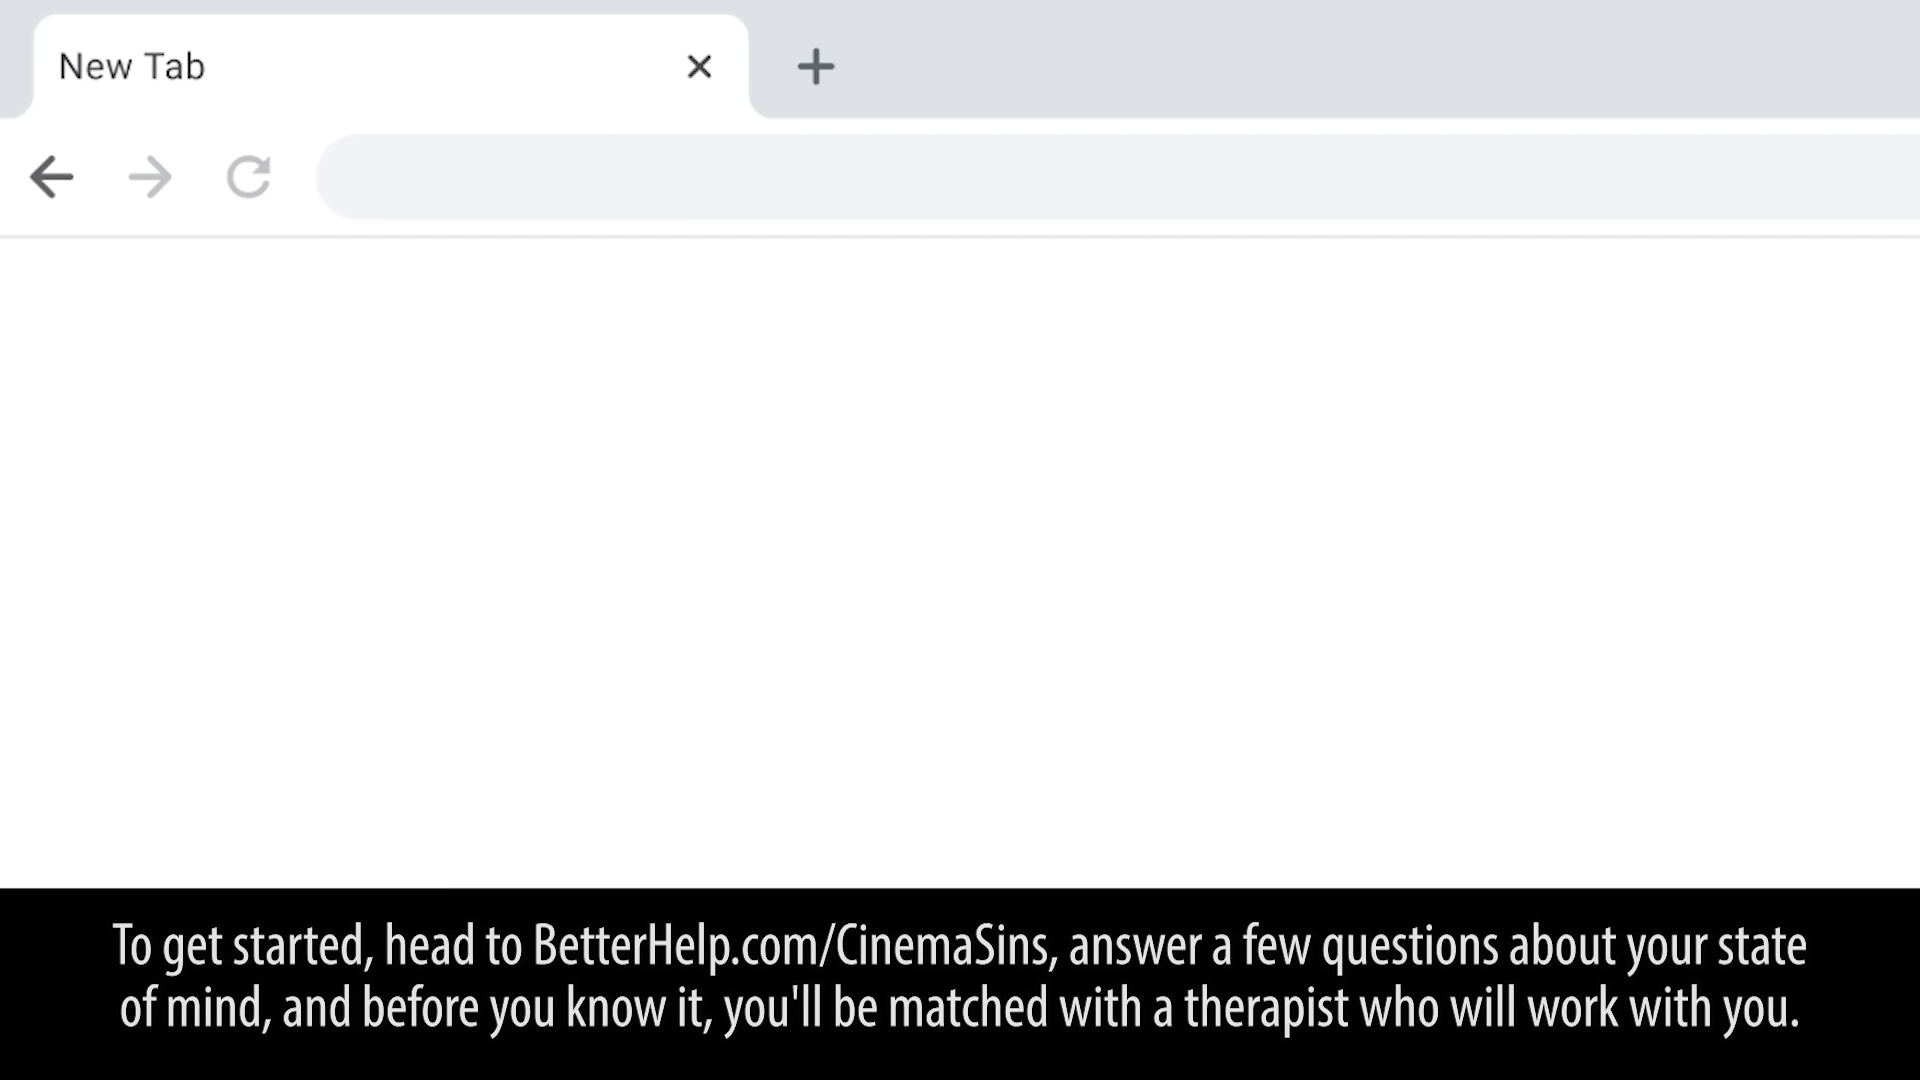 New Tab
To get started, head to BetterHelp.com/CinemaSins, answer a few questions about your state
of mind, and before you know it, you'll be matched with a therapist who will work with you.